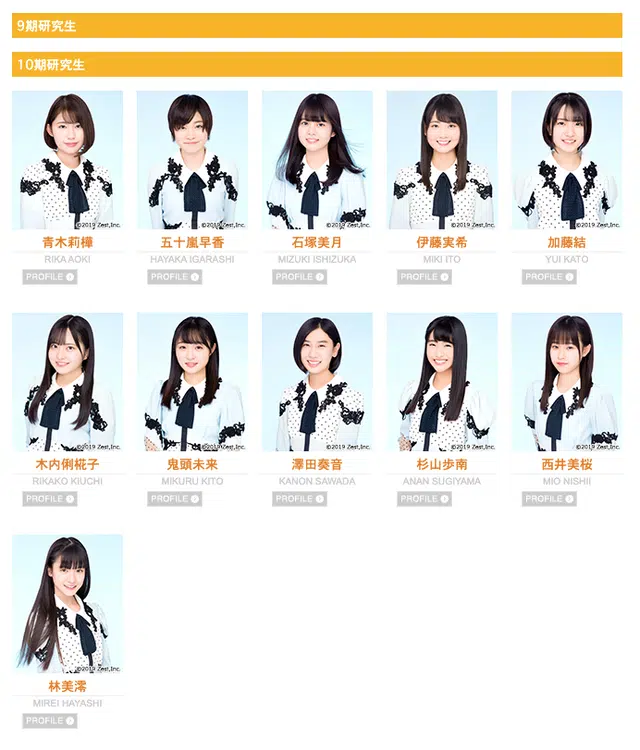 9期研究生
10期研究生
©2019 Zest,Inc.
©2019 Zest,Inc.
©2019 Zest,Inc.
©2019 Zest,Inc.
©2019 Zest,Inc.
青木莉樺
五十嵐早香
石塚美月
伊藤実希
加藤結
RIKA AOKI
HAYAKA IGARASHI
MIZUKI ISHIZUKA
MIKI ITO
YUI KATO
PROFILE
PROFILE
PROFILE
PROFILE
PROFILE
©2019 Zest,Inc.
©2019 Zest,Inc.
©2019 Zest,Inc.
©2019 Zest,Inc.
©2019 Zest,Inc.
木内俐椛子
鬼頭未来
澤田奏音
杉山歩南
西井美桜
RIKAKO KIUCHI
MIKURU KITO
KANON SAWADA
ANAN SUGIYAMA
MIO NISHII
PROFILE
PROFILE
PROFILE
PROFILE
PROFILE
©2019 Zest,Inc.
林美澪
MIREI HAYASHI
PROFILE